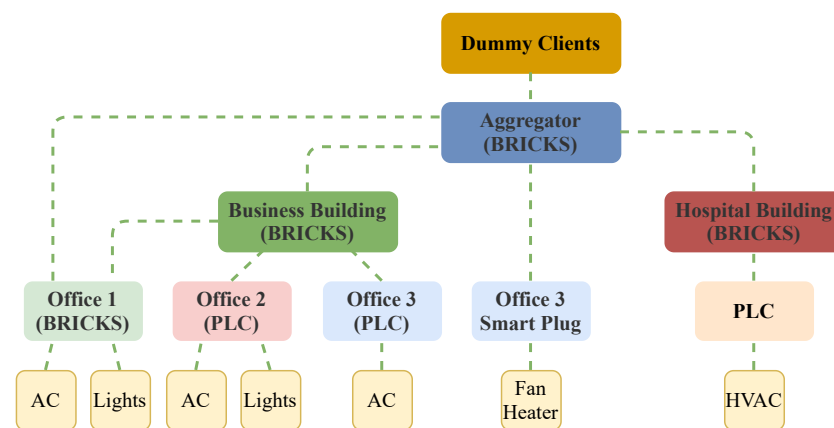 Dummy Clients
Aggregator
(BRICKS)
Business Building
(BRICKS)
Hospital Building
(BRICKS)
Office 1
(BRICKS)
Office 2
(PLC)
Office 3
(PLC)
Office 3
Smart Plug
PLC
AC
Lights
AC
Lights
AC
Fan
Heater
HVAC